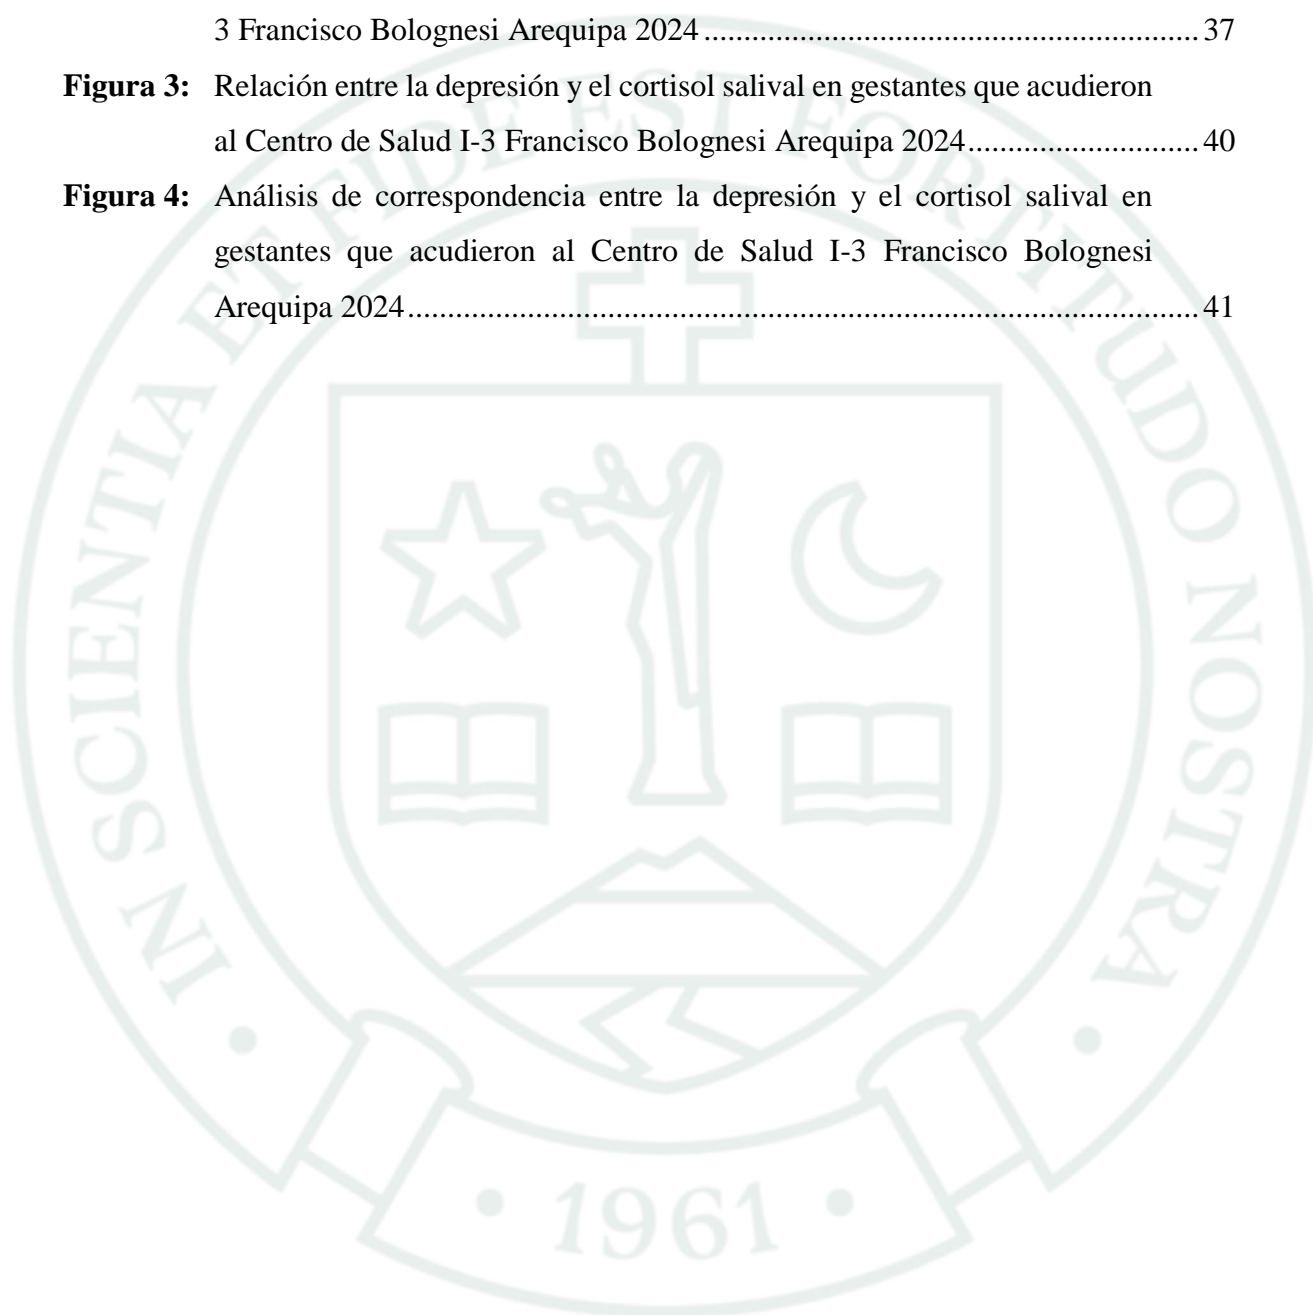 3 Francisco Bolognesi Arequipa 2024 ............................................................. 37
Figura 3: Relación entre la depresión y el cortisol salival en gestantes que acudieron
al Centro de Salud I-3 Francisco Bolognesi Arequipa 2024 ............................. 40
Figura 4: Análisis de correspondencia entre la depresión y el cortisol salival en
gestantes que acudieron al Centro de Salud I-3 Francisco Bolognesi
Arequipa 2024 ................................................................................................... 41
IN SCIENTIA ET FIDE EST FORTITUDO NOSTRA
• 1961 •